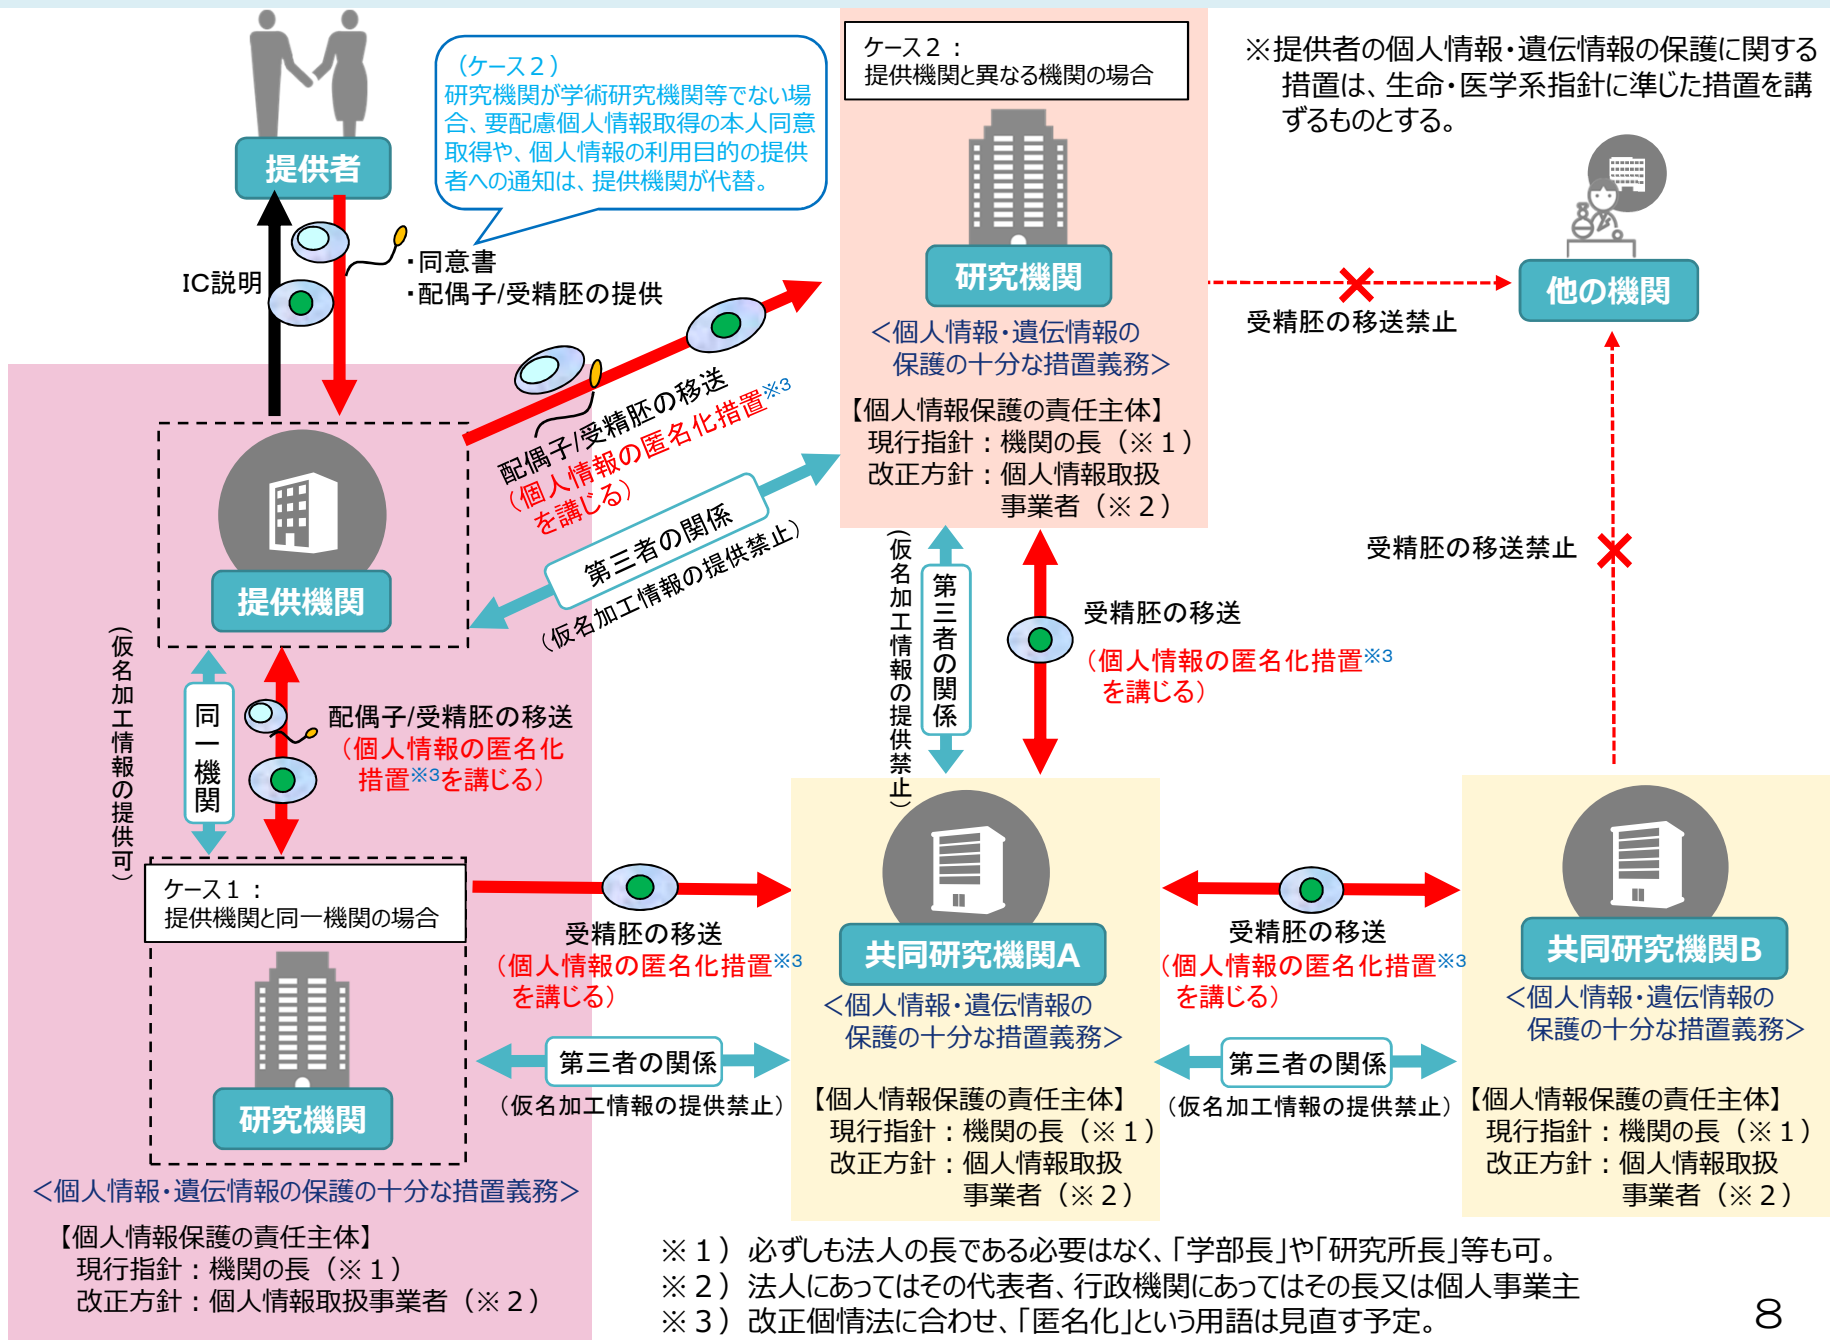 （ケース２）
研究機関が学術研究機関等でない場
合、要配慮個人情報取得の本人同意
取得や、個人情報の利用目的の提供
者への通知は、提供機関が代替。
ケース２：
提供機関と異なる機関の場合
※提供者の個人情報・遺伝情報の保護に関する
措置は、生命・医学系指針に準じた措置を講
ずるものとする。
提供者
IC説明
・同意書
・配偶子/受精胚の提供
研究機関
＜個人情報・遺伝情報の
保護の十分な措置義務＞
【個人情報保護の責任主体】
現行指針：機関の長（※１）
改正方針：個人情報取扱
事業者（※２）
他の機関
受精胚の移送禁止
受精胚の移送禁止
配偶子/受精胚の移送
（個人情報の匿名化措置※3
を講じる）
第三者の関係
（仮名加工情報の提供禁止）
提供機関
（仮名加工情報の提供可）
同一機関
配偶子/受精胚の移送
（個人情報の匿名化
措置※3を講じる）
（仮名加工情報の提供禁止）
第三者の関係
受精胚の移送
（個人情報の匿名化措置※3
を講じる）
ケース１：
提供機関と同一機関の場合
研究機関
＜個人情報・遺伝情報の保護の十分な措置義務＞
【個人情報保護の責任主体】
現行指針：機関の長（※１）
改正方針：個人情報取扱事業者（※２）
受精胚の移送
（個人情報の匿名化措置※3
を講じる）
第三者の関係
（仮名加工情報の提供禁止）
共同研究機関A
＜個人情報・遺伝情報の
保護の十分な措置義務＞
【個人情報保護の責任主体】
現行指針：機関の長（※１）
改正方針：個人情報取扱
事業者（※２）
受精胚の移送
（個人情報の匿名化措置※3
を講じる）
第三者の関係
（仮名加工情報の提供禁止）
共同研究機関B
＜個人情報・遺伝情報の
保護の十分な措置義務＞
【個人情報保護の責任主体】
現行指針：機関の長（※１）
改正方針：個人情報取扱
事業者（※２）
※１）必ずしも法人の長である必要はなく、「学部長」や「研究所長」等も可。
※２）法人にあってはその代表者、行政機関にあってはその長又は個人事業主
※３）改正個情法に合わせ、「匿名化」という用語は見直す予定。
８